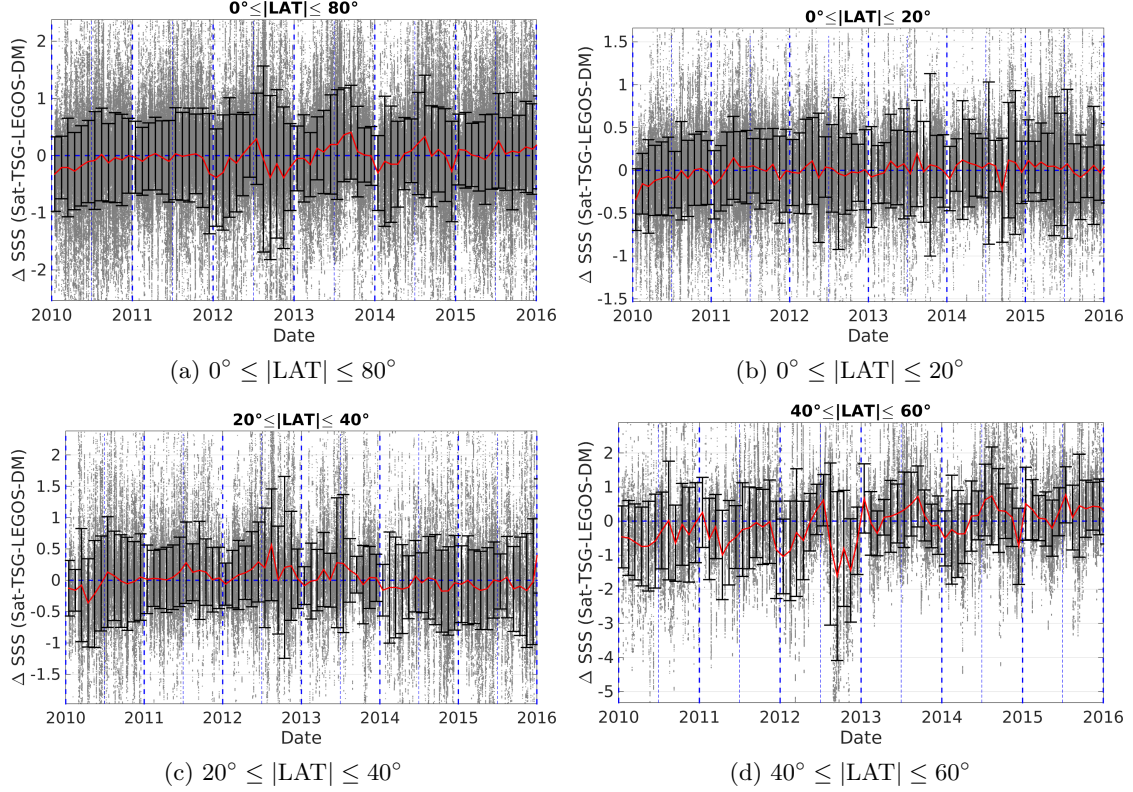 0°≤|LAT|≤ 80°
Δ SSS (Sat-TSG-LEGOS-DM)
2
1
0
-1
-2
2010 2011 2012 2013 2014 2015 2016
Date
(a) 0° ≤ |LAT| ≤ 80°
0°≤|LAT|≤ 20°
Δ SSS (Sat-TSG-LEGOS-DM)
1.5
1
0.5
0
-0.5
-1
-1.5
2010 2011 2012 2013 2014 2015 2016
Date
(b) 0° ≤ |LAT| ≤ 20°
20°≤|LAT|≤ 40°
Δ SSS (Sat-TSG-LEGOS-DM)
2
1.5
1
0.5
0
-0.5
-1
-1.5
2010 2011 2012 2013 2014 2015 2016
Date
(c) 20° ≤ |LAT| ≤ 40°
40°≤|LAT|≤ 60°
Δ SSS (Sat-TSG-LEGOS-DM)
2
1
0
-1
-2
-3
-4
-5
2010 2011 2012 2013 2014 2015 2016
Date
(d) 40° ≤ |LAT| ≤ 60°